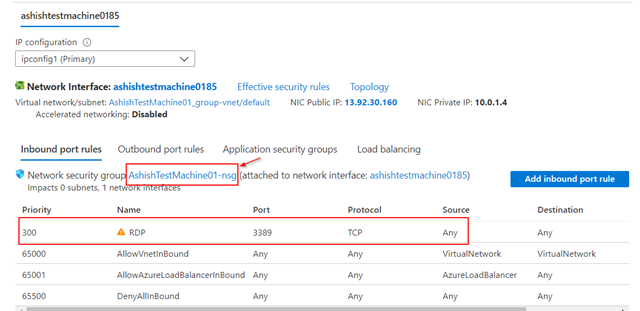 ashishtestmachine0185
IP configuration
ipconfig1 (Primary)
Network Interface: ashishtestmachine0185 Effective security rules Topology
Virtual network/subnet: AshishTestMachine01_group-vnet/default NIC Public IP: 13.92.30.160 NIC Private IP: 10.0.1.4
Accelerated networking: Disabled
Inbound port rules Outbound port rules Application security groups Load balancing
Network security group AshishTestMachine01-nsg (attached to network interface: ashishtestmachine0185)
Impacts 0 subnets, 1 network interfaces
Add inbound port rule
Priority Name Port Protocol Source Destination
300 RDP 3389 TCP Any Any
65000 AllowVnetInBound Any Any VirtualNetwork VirtualNetwork
65001 AllowAzureLoadBalancerInBound Any Any AzureLoadBalancer Any
65500 DenyAllInBound Any Any Any Any